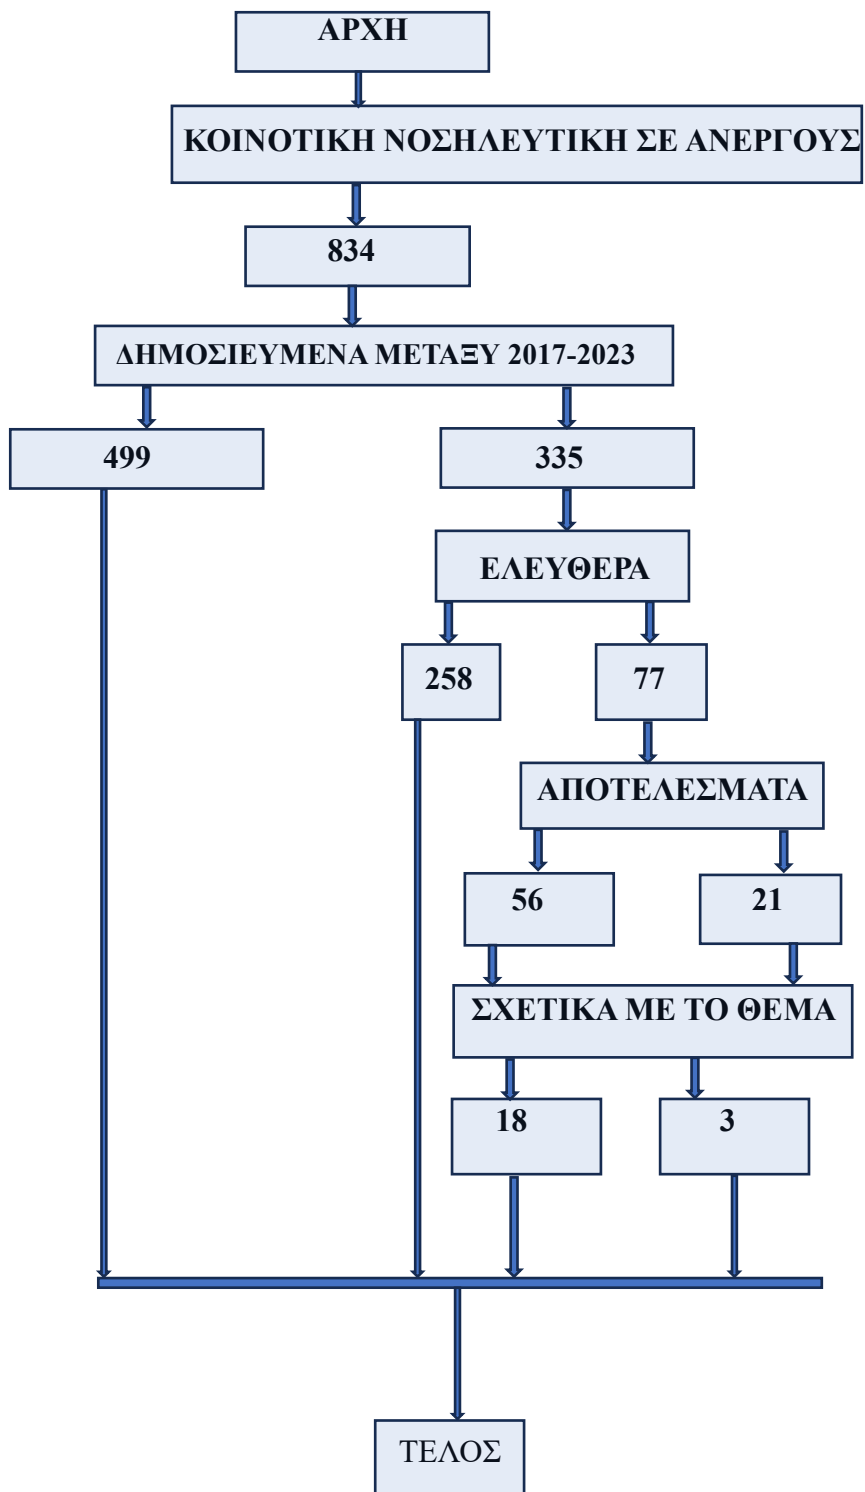 ΑΡΧΗ
ΚΟΙΝΟΤΙΚΗ ΝΟΣΗΛΕΥΤΙΚΗ ΣΕ ΑΝΕΡΓΟΥΣ
834
ΔΗΜΟΣΙΕΥΜΕΝΑ ΜΕΤΑΞΥ 2017-2023
499
335
ΕΛΕΥΘΕΡΑ
258
77
ΑΠΟΤΕΛΕΣΜΑΤΑ
56
21
ΣΧΕΤΙΚΑ ΜΕ ΤΟ ΘΕΜΑ
18
3
ΤΕΛΟΣ